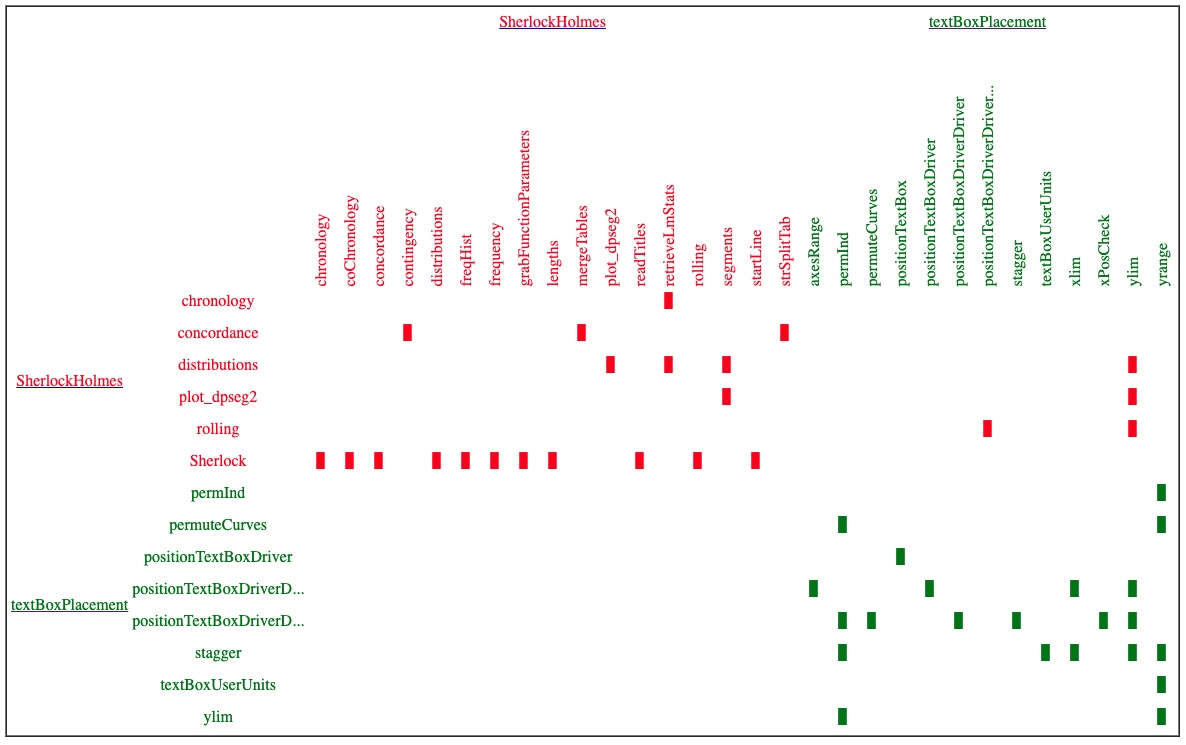 SherlockHolmes textBoxPlacement
chronology
coChronology
concordance
contingency
distributions
freqHist
frequency
grabFunctionParameters
lengths
mergeTables
plot_dpseg2
readTitles
retrieveLmStats
rolling
segments
startLine
strSplitTab
axesRange
permInd
permuteCurves
positionTextBox
positionTextBoxDriver
positionTextBoxDriverDriver
positionTextBoxDriverDriver...
stagger
textBoxUserUnits
xlim
xPosCheck
ylim
yrange
SherlockHolmes
chronology
concordance
distributions
plot_dpseg2
rolling
Sherlock
textBoxPlacement
permInd
permuteCurves
positionTextBoxDriver
positionTextBoxDriverD...
positionTextBoxDriverD...
stagger
textBoxUserUnits
ylim